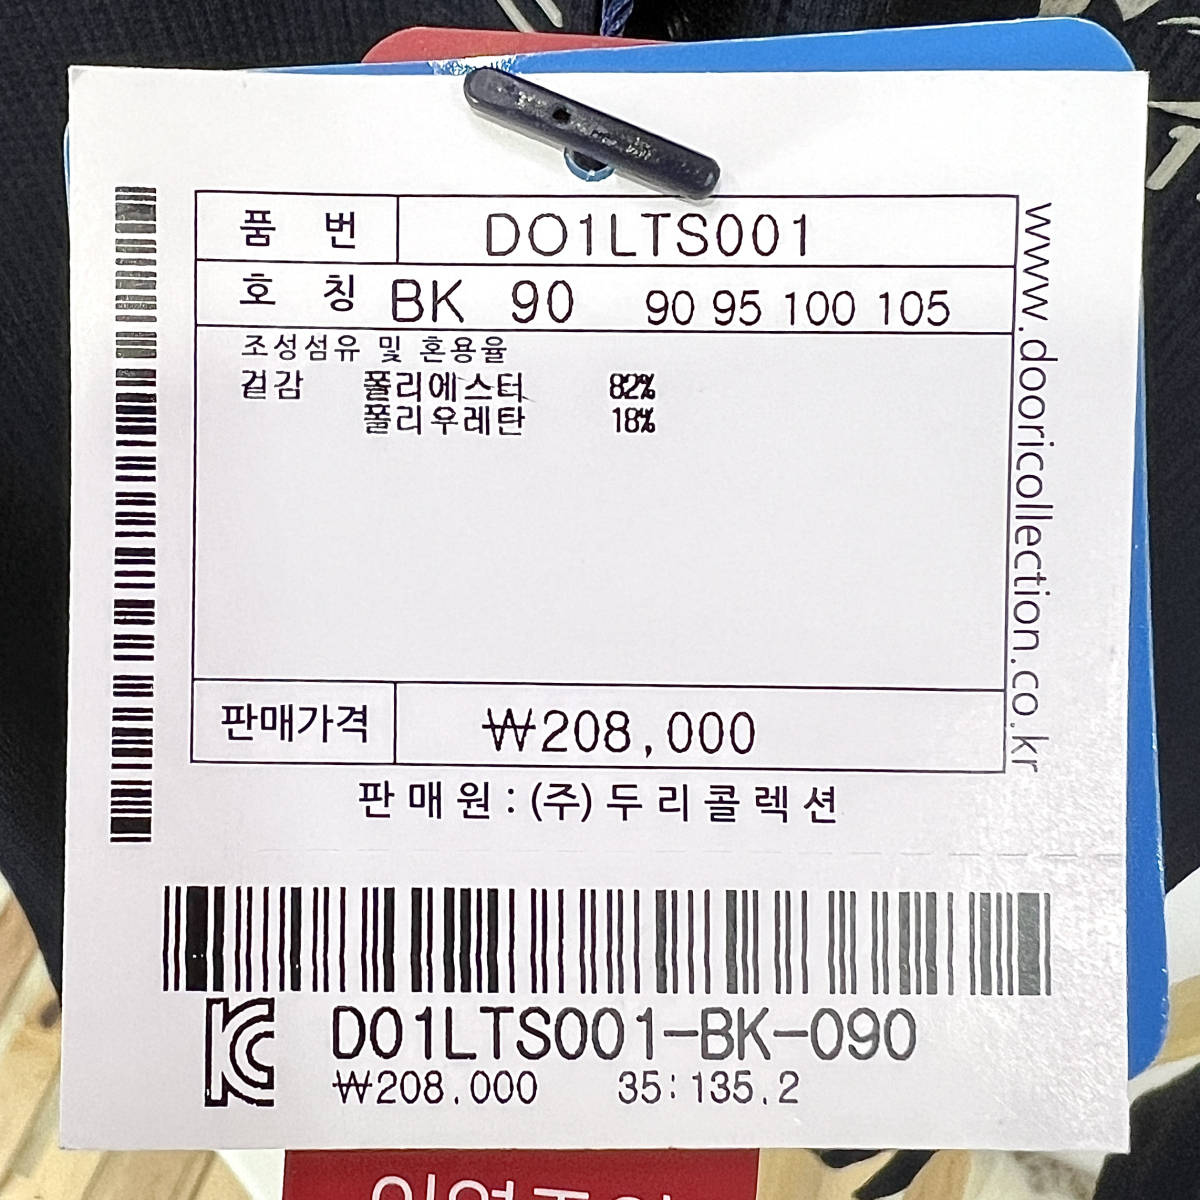 품 번 DO1LTS001
호 칭 BK 90 90 95 100 105
조성섬유 및 혼용율
겉감 폴리에스터 82%
폴리우레탄 18%
판매가격 ₩208,000
판매원 : (주)두리콜렉션
www.dooricollection.co.kr
KC DO1LTS001-BK-090
₩208.000 35:135.2